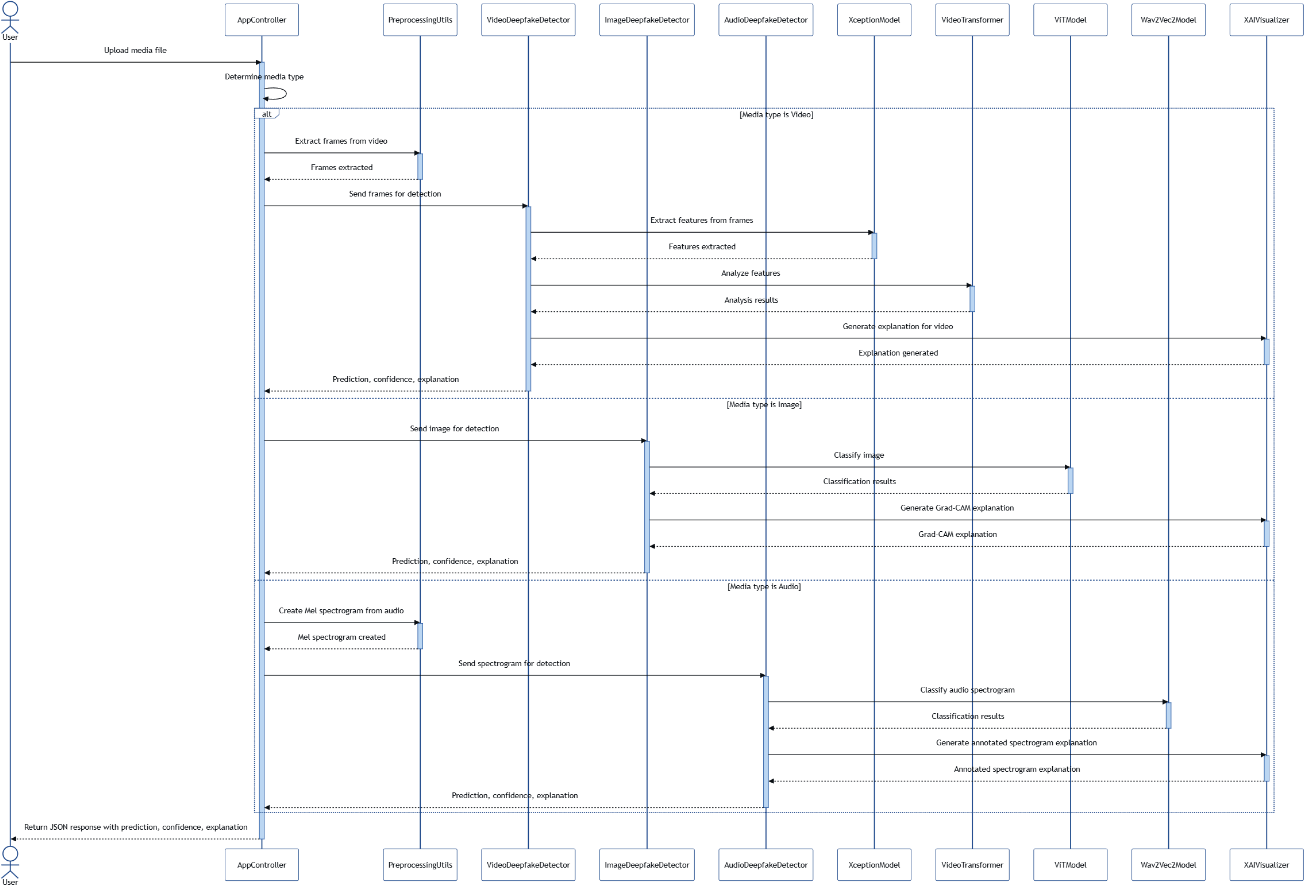 User
AppController
PreprocessingUtils
VideoDeepfakeDetector
ImageDeepfakeDetector
AudioDeepfakeDetector
XceptionModel
VideoTransformer
ViTModel
Wav2Vec2Model
XAIVisualizer
Upload media file
Determine media type
alt
[Media type is Video]
Extract frames from video
Frames extracted
Send frames for detection
Extract features from frames
Features extracted
Analyze features
Analysis results
Generate explanation for video
Explanation generated
Prediction, confidence, explanation
[Media type is Image]
Send image for detection
Classify image
Classification results
Generate Grad-CAM explanation
Grad-CAM explanation
Prediction, confidence, explanation
[Media type is Audio]
Create Mel spectrogram from audio
Mel spectrogram created
Send spectrogram for detection
Classify audio spectrogram
Classification results
Generate annotated spectrogram explanation
Annotated spectrogram explanation
Prediction, confidence, explanation
Return JSON response with prediction, confidence, explanation
User
AppController
PreprocessingUtils
VideoDeepfakeDetector
ImageDeepfakeDetector
AudioDeepfakeDetector
XceptionModel
VideoTransformer
ViTModel
Wav2Vec2Model
XAIVisualizer